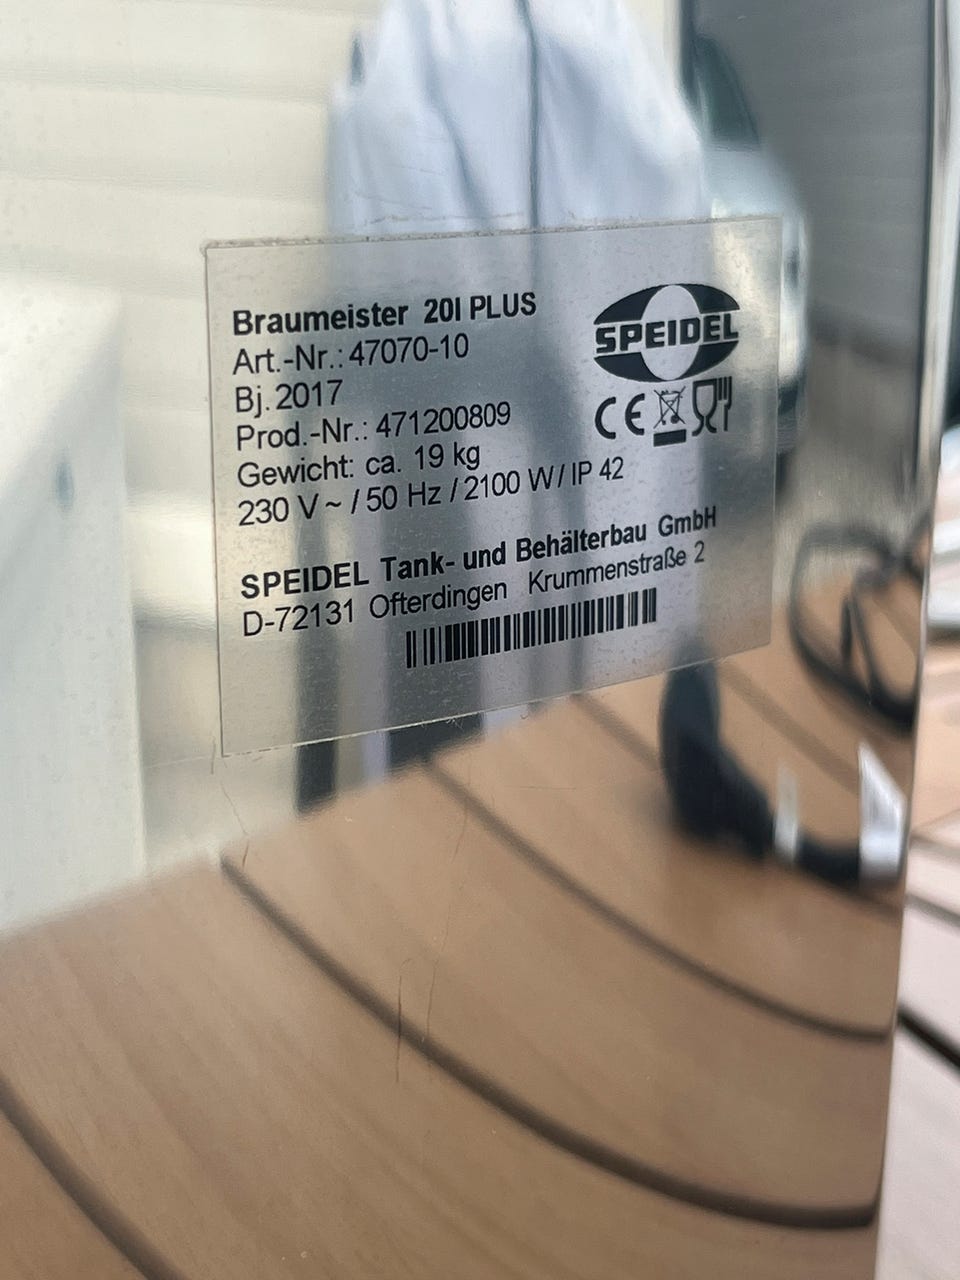 Braumeister 20l PLUS
Art.-Nr.: 47070-10
Bj. 2017
Prod.-Nr.: 471200809
Gewicht: ca. 19 kg
230 V ~ / 50 Hz / 2100 W / IP 42
SPEIDEL
CE
SPEIDEL Tank- und Behälterbau GmbH
D-72131 Ofterdingen Krummenstraße 2